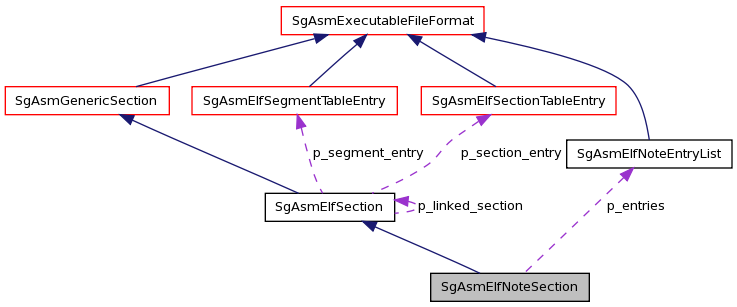 SgAsmExecutableFileFormat
SgAsmGenericSection
SgAsmElfSegmentTableEntry
SgAsmElfSectionTableEntry
p_segment_entry
p_section_entry
SgAsmElfNoteEntryList
SgAsmElfSection
p_linked_section
p_entries
SgAsmElfNoteSection